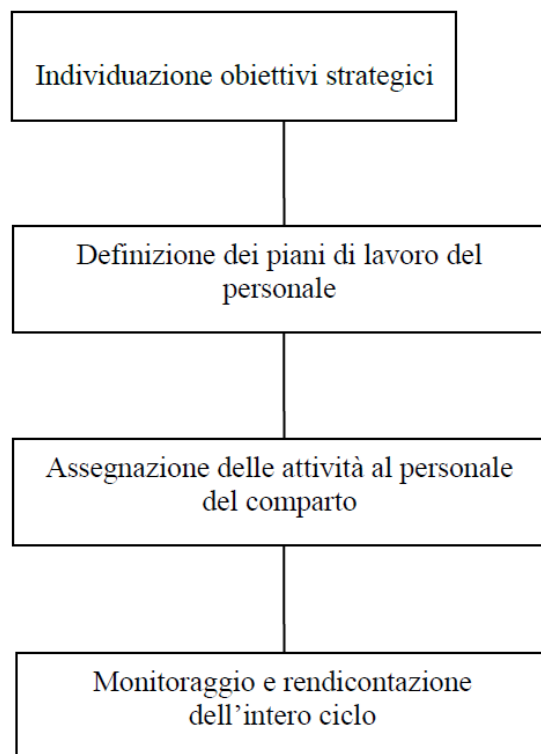 Individuazione obiettivi strategici
Definizione dei piani di lavoro del
personale
Assegnazione delle attività al personale
del comparto
Monitoraggio e rendicontazione
dell’intero ciclo